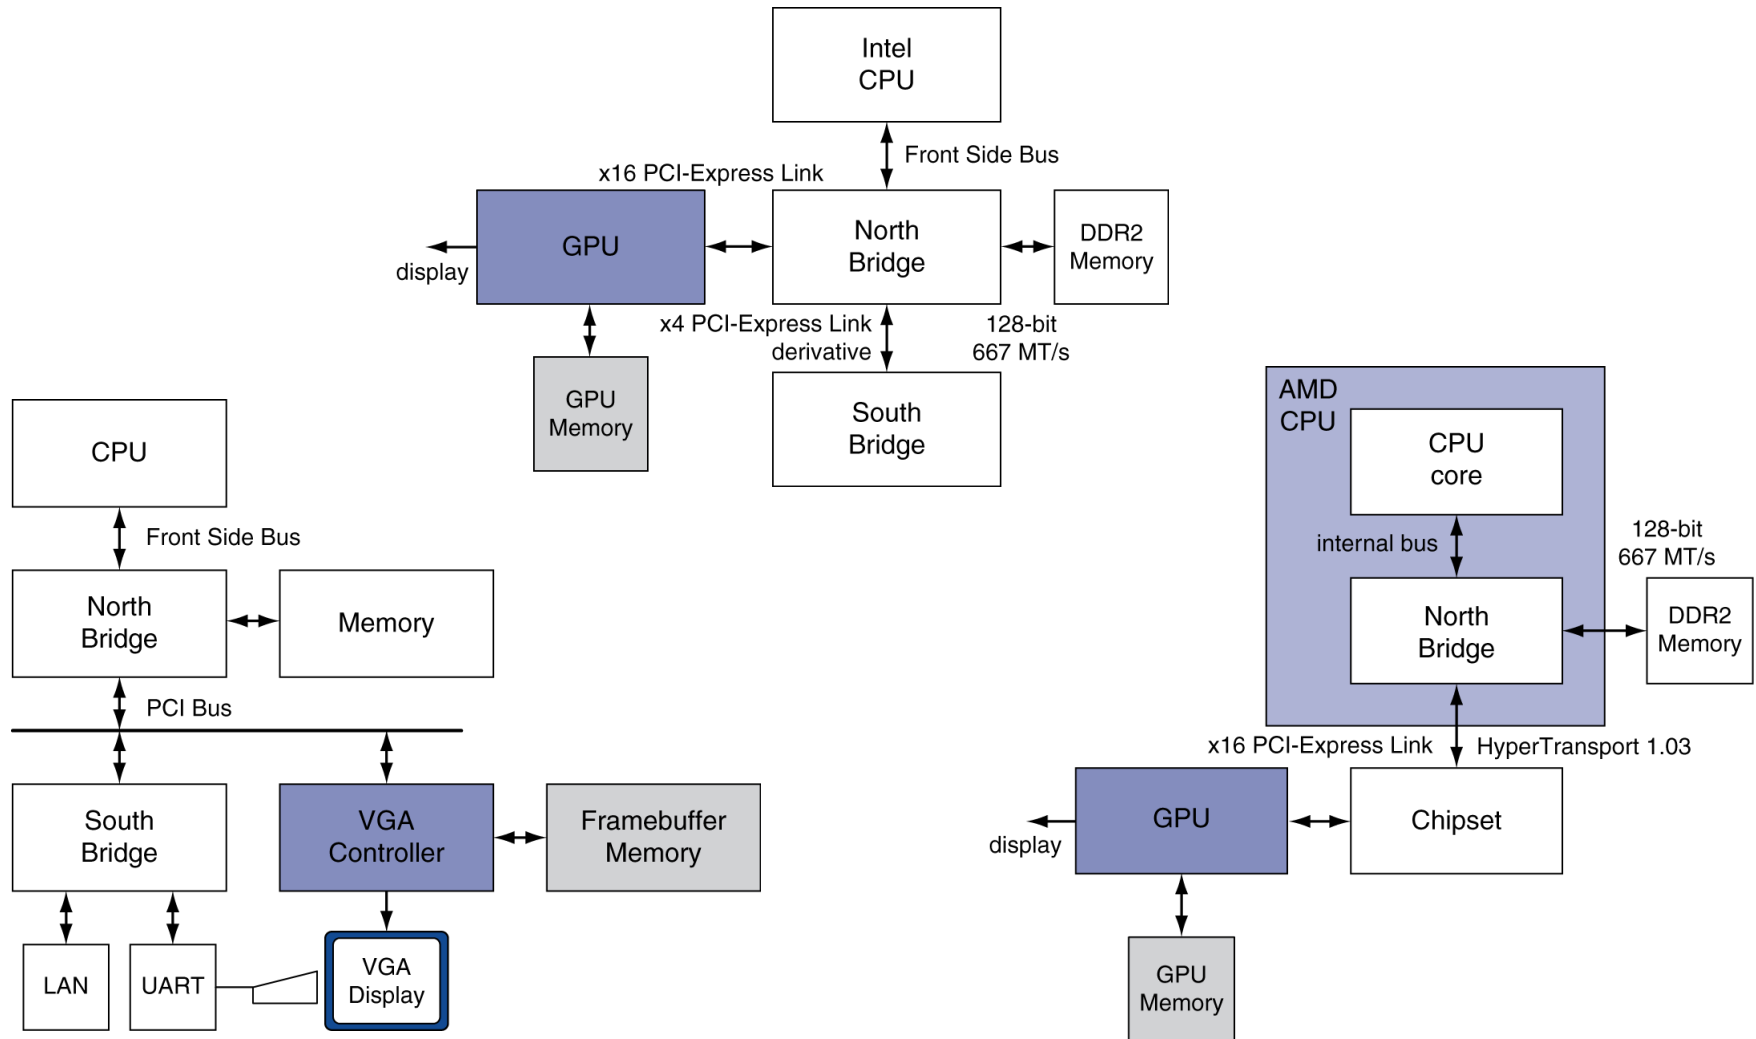 Intel
CPU
Front Side Bus
x16 PCI-Express Link
GPU
North
Bridge
DDR2
Memory
display
x4 PCI-Express Link
derivative
128-bit
667 MT/s
GPU
Memory
South
Bridge
CPU
Front Side Bus
North
Bridge
Memory
PCI Bus
South
Bridge
VGA
Controller
Framebuffer
Memory
LAN
UART
VGA
Display
AMD
CPU
CPU
core
internal bus
128-bit
667 MT/s
North
Bridge
DDR2
Memory
x16 PCI-Express Link
HyperTransport 1.03
GPU
Chipset
display
GPU
Memory